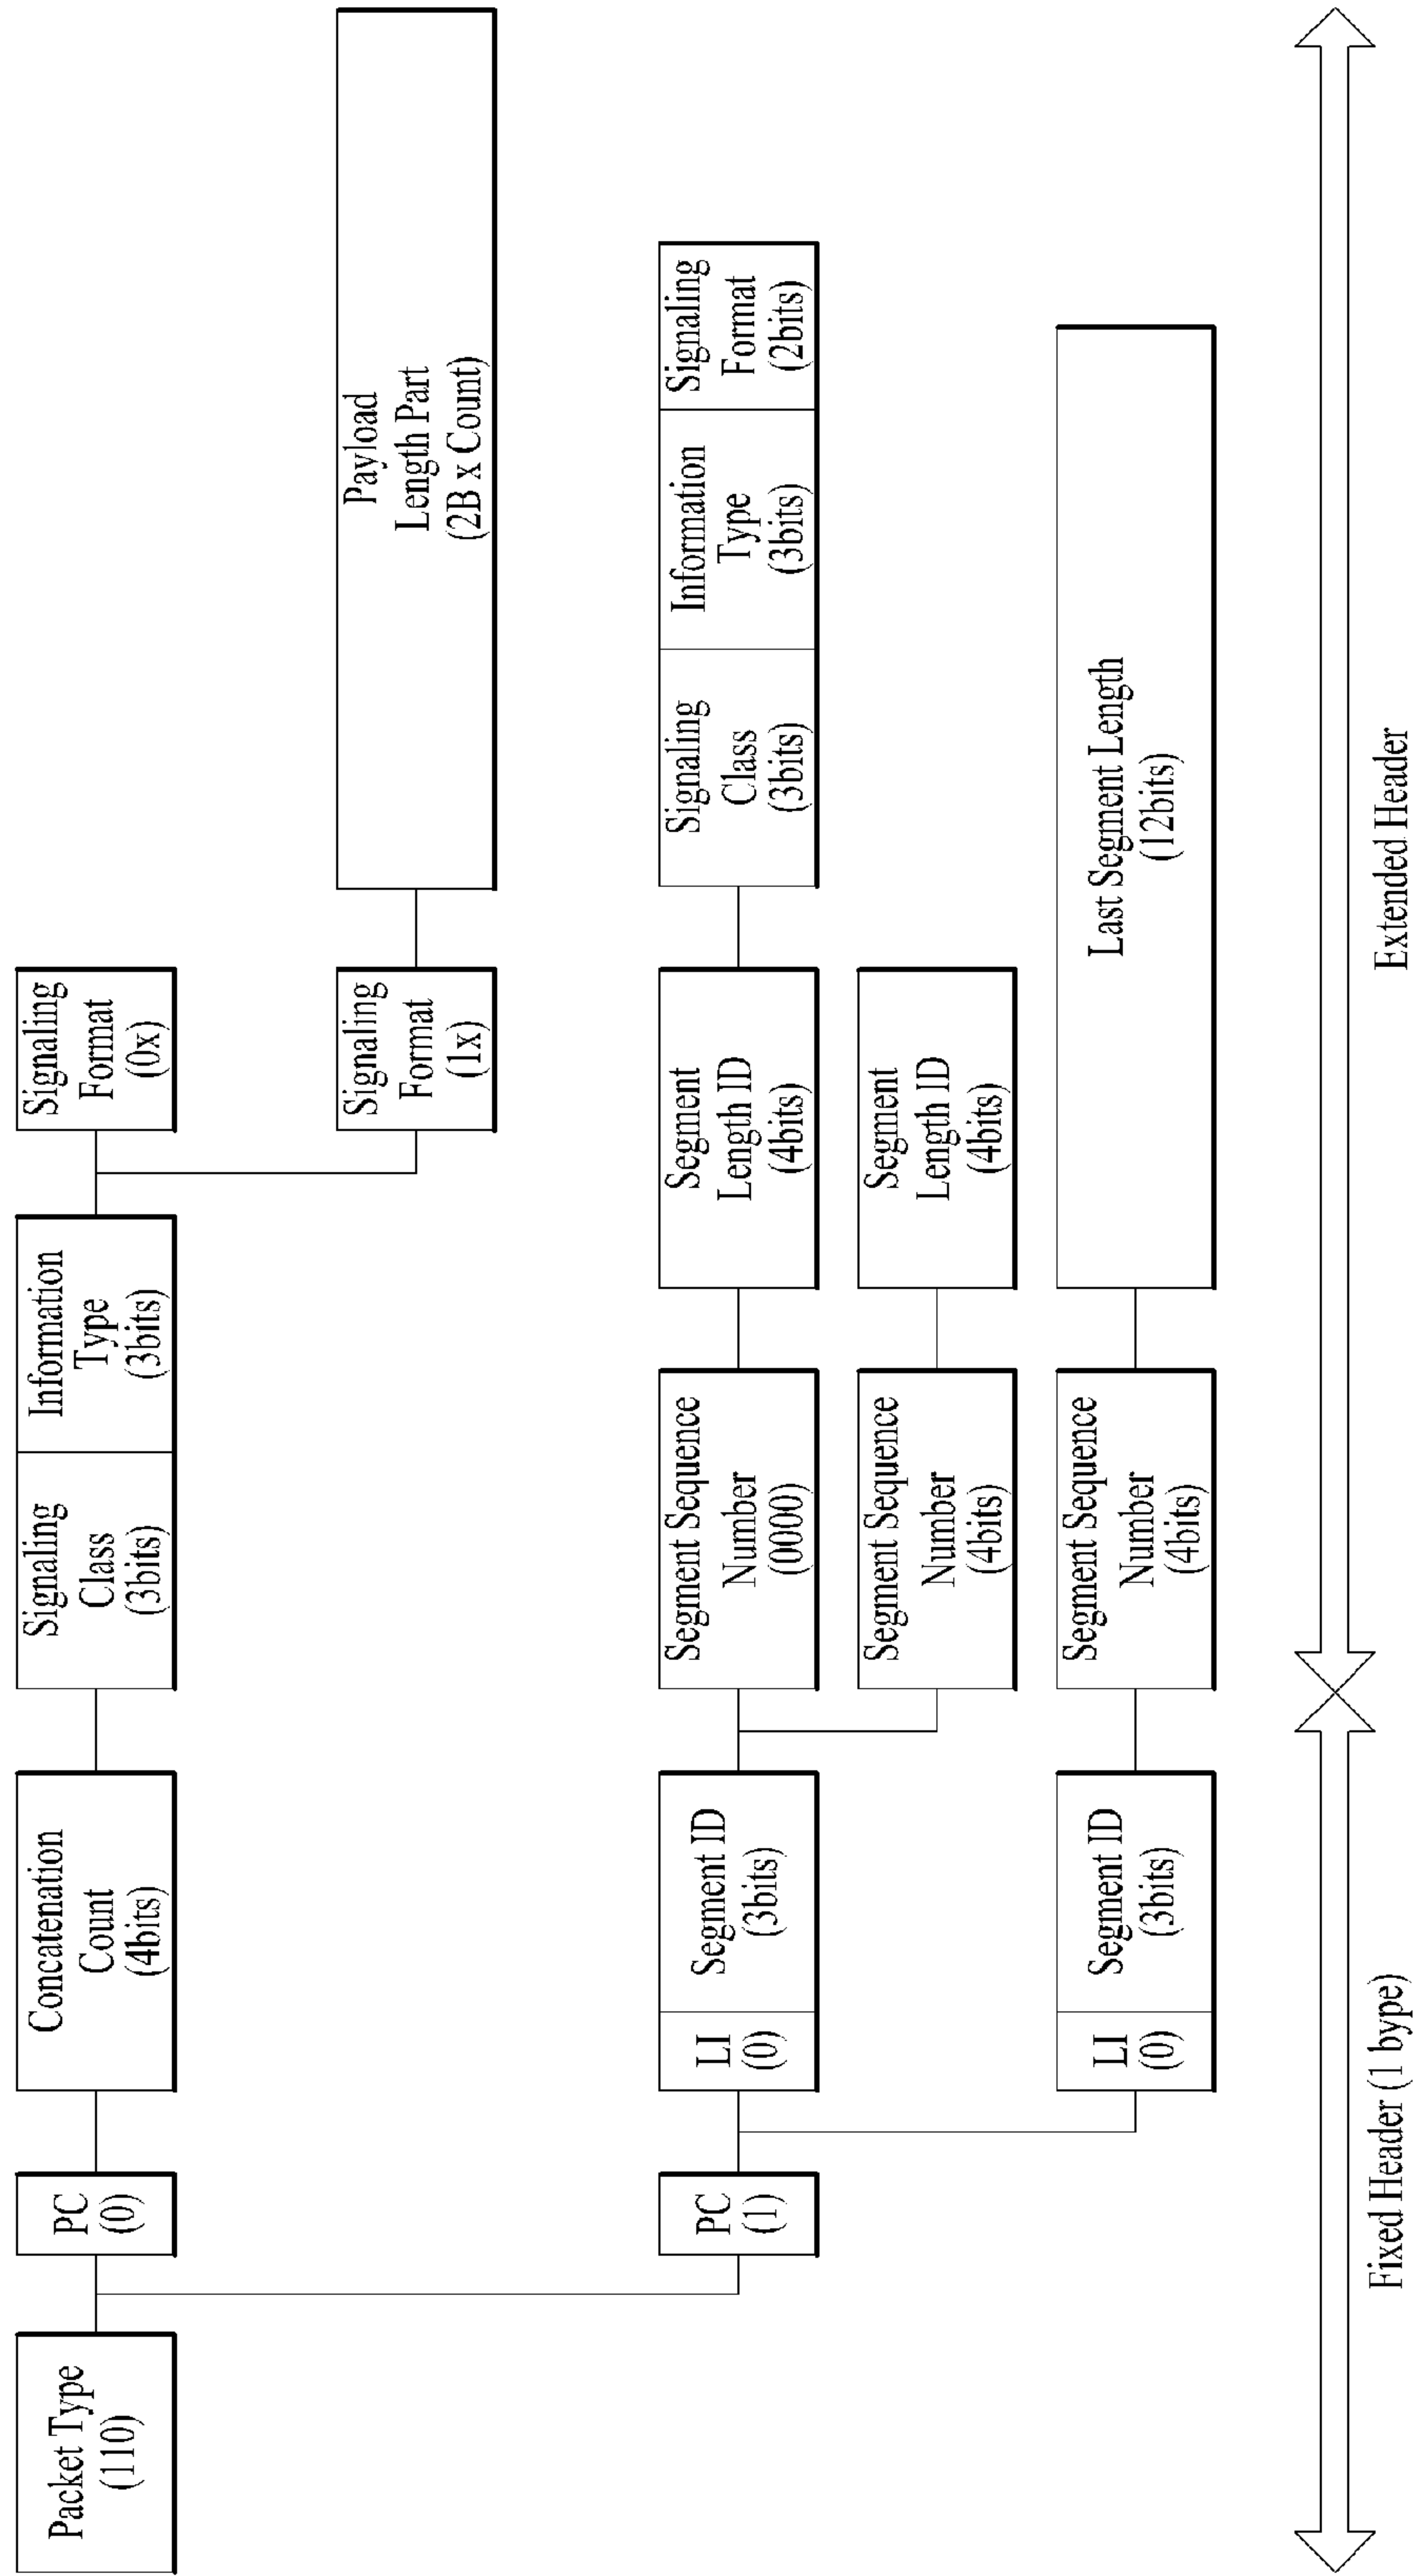 Packet Type
(110)
PC
(0)
Concatenation
Count
(4bits)
Signaling
Class
(3bits)
Information
Type
(3bits)
Signaling
Format
(0x)
Signaling
Format
(1x)
Payload
Length Part
(2B x Count)
PC
(1)
LI
(0)
Segment ID
(3bits)
Segment Sequence
Number
(0000)
Segment
Length ID
(4bits)
Signaling
Class
(3bits)
Information
Type
(3bits)
Signaling
Format
(2bits)
Segment Sequence
Number
(4bits)
Segment
Length ID
(4bits)
LI
(0)
Segment ID
(3bits)
Segment Sequence
Number
(4bits)
Last Segment Length
(12bits)
Fixed Header (1 bype)
Extended Header